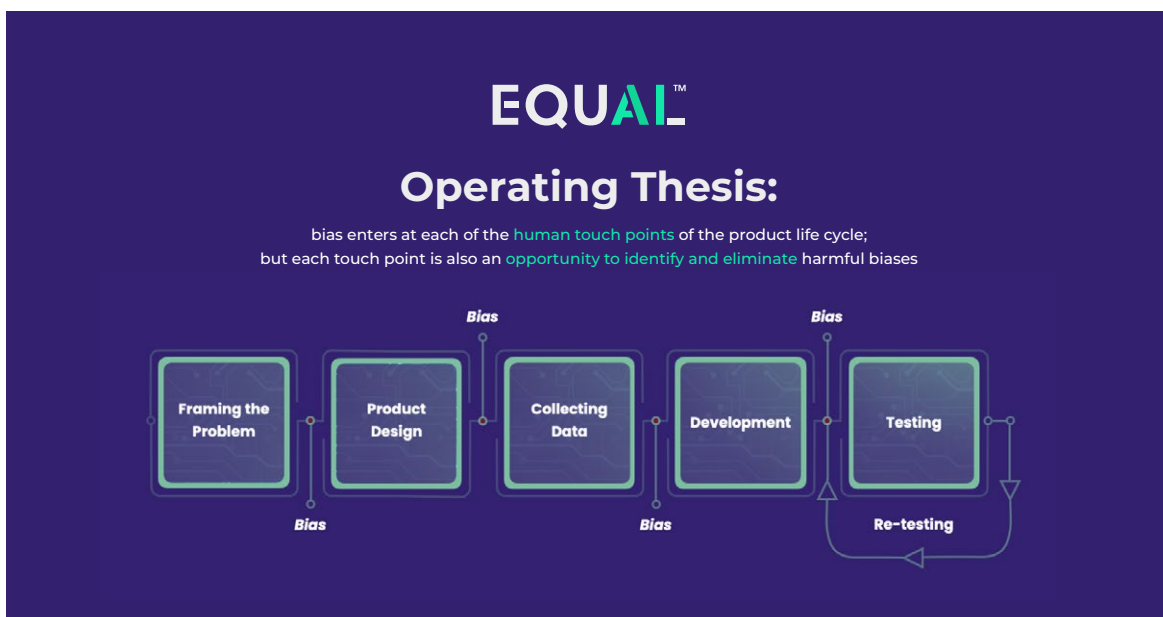 EQUAL™
Operating Thesis:
bias enters at each of the human touch points of the product life cycle;
but each touch point is also an opportunity to identify and eliminate harmful biases
Bias
Bias
Framing the
Problem
Product
Design
Collecting
Data
Development
Testing
Bias
Bias
Re-testing